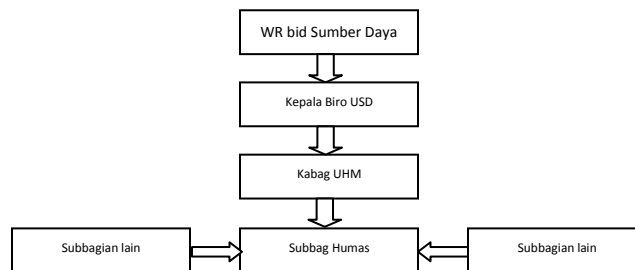 WR bid Sumber Daya
Kepala Biro USD
Kabag UHM
Subbagian lain
Subbag Humas
Subbagian lain